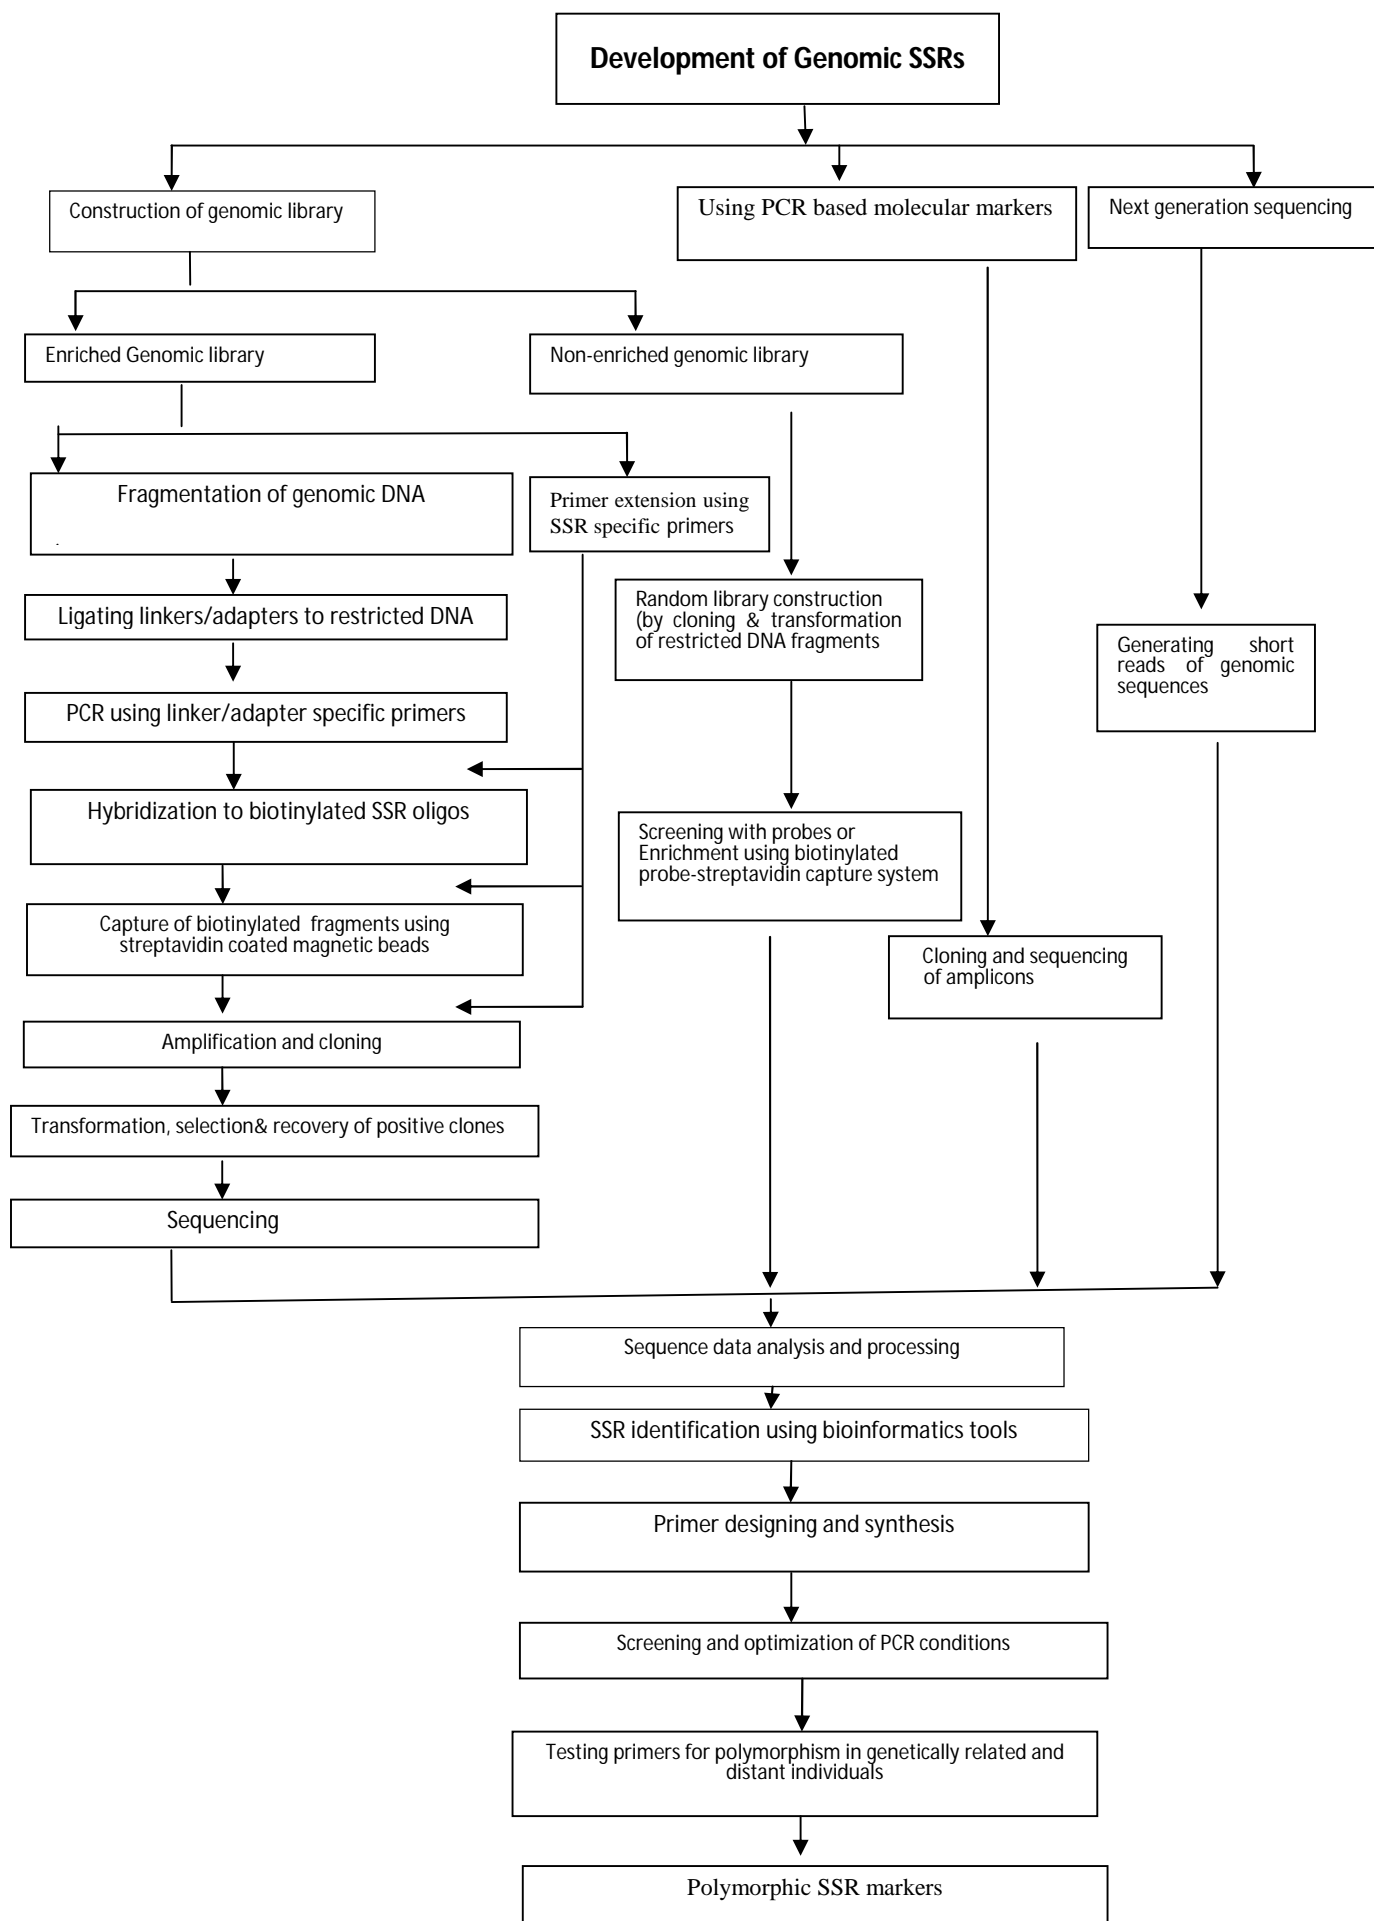 Development of Genomic SSRs
Construction of genomic library
Using PCR based molecular markers
Next generation sequencing
Enriched Genomic library
Non-enriched genomic library
Fragmentation of genomic DNA
.
Primer extension using
SSR specific primers
Random library construction
(by cloning & transformation
of restricted DNA fragments
Ligating linkers/adapters to restricted DNA
Generating short
reads of genomic
sequences
PCR using linker/adapter specific primers
Hybridization to biotinylated SSR oligos
Screening with probes or
Enrichment using biotinylated
probe-streptavidin capture system
Capture of biotinylated fragments using
streptavidin coated magnetic beads
Cloning and sequencing
of amplicons
Amplification and cloning
Transformation, selection& recovery of positive clones
Sequencing
Sequence data analysis and processing
SSR identification using bioinformatics tools
Primer designing and synthesis
Screening and optimization of PCR conditions
Testing primers for polymorphism in genetically related and
distant individuals
Polymorphic SSR markers